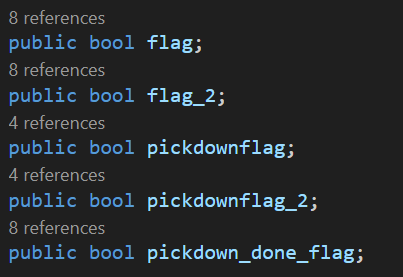 8 references
public bool flag;
8 references
public bool flag_2;
4 references
public bool pickdownflag;
4 references
public bool pickdownflag_2;
8 references
public bool pickdown_done_flag;